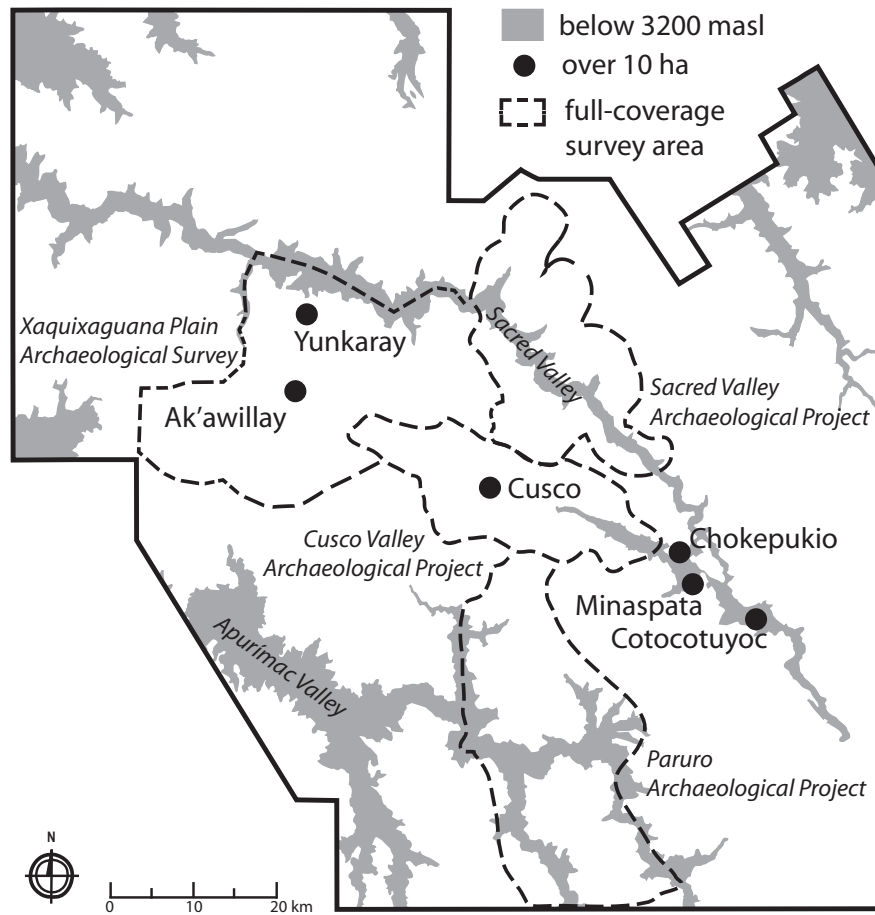 below 3200 masl
over 10 ha
full-coverage
survey area
Xaquixaguana Plain
Archaeological Survey
Yunkaray
Sacred Valley
Ak’awillay
Sacred Valley
Archaeological Project
Cusco
Cusco Valley
Archaeological Project
Chokepukio
Minaspata
Cotocotuyoc
Apurímac Valley
Paruro
Archaeological Project
N
0 10 20 km